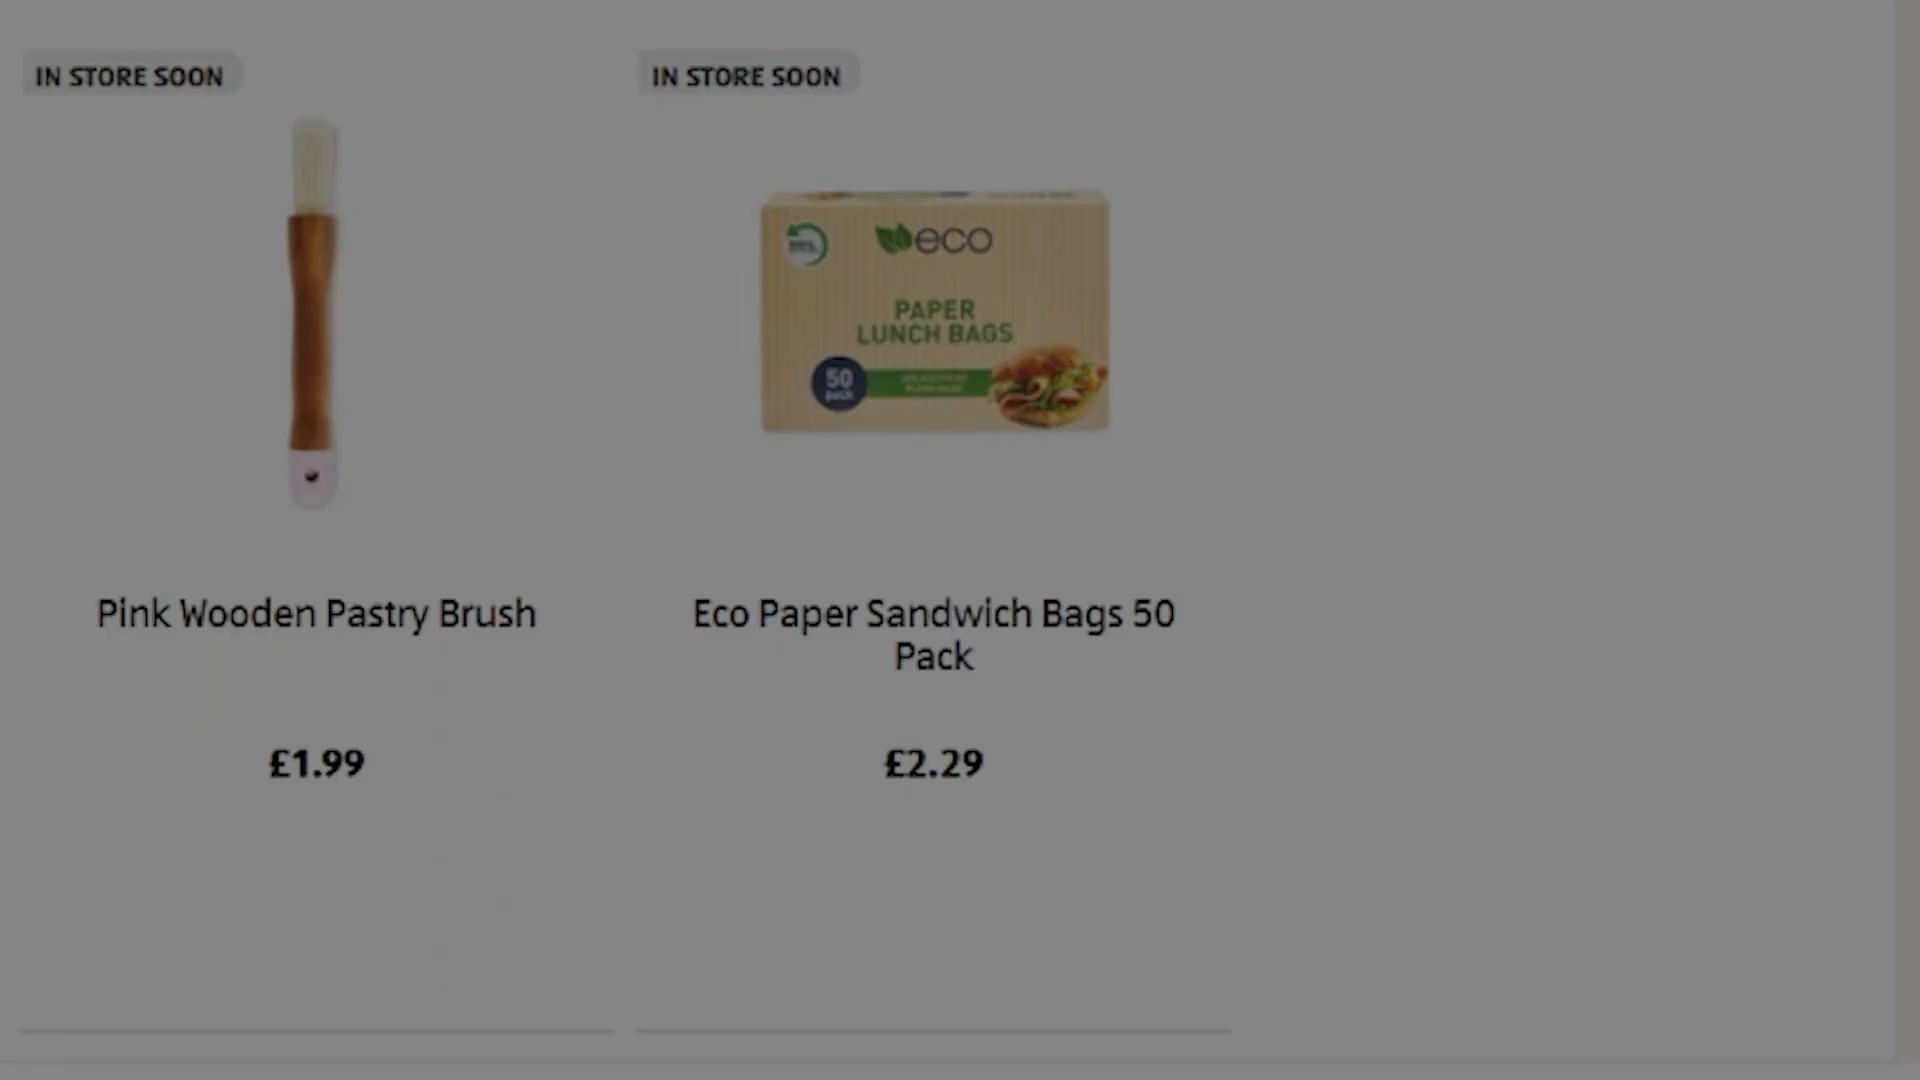 IN STORE SOON
IN STORE SOON
eco
PAPER
LUNCH BAGS
50
pack
Pink Wooden Pastry Brush
Eco Paper Sandwich Bags 50
Pack
£1.99
£2.29